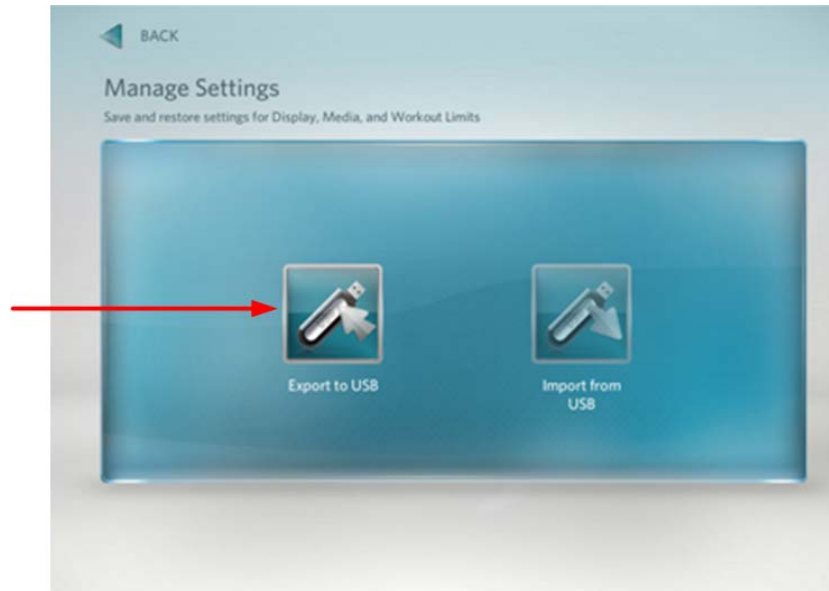 BACK
Manage Settings
Save and restore settings for Display, Media, and Workout Limits
Export to USB
Import from
USB